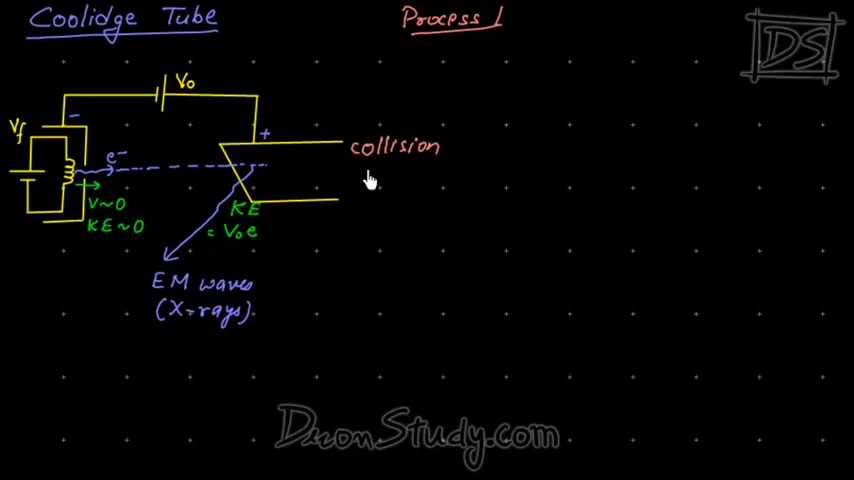 Coolidge Tube
Process 1
DS
V₀
Vf
−
+
e⁻
collision
V~0
KE~0
KE
= V₀e
EM waves
(X-rays)
DronStudy.com